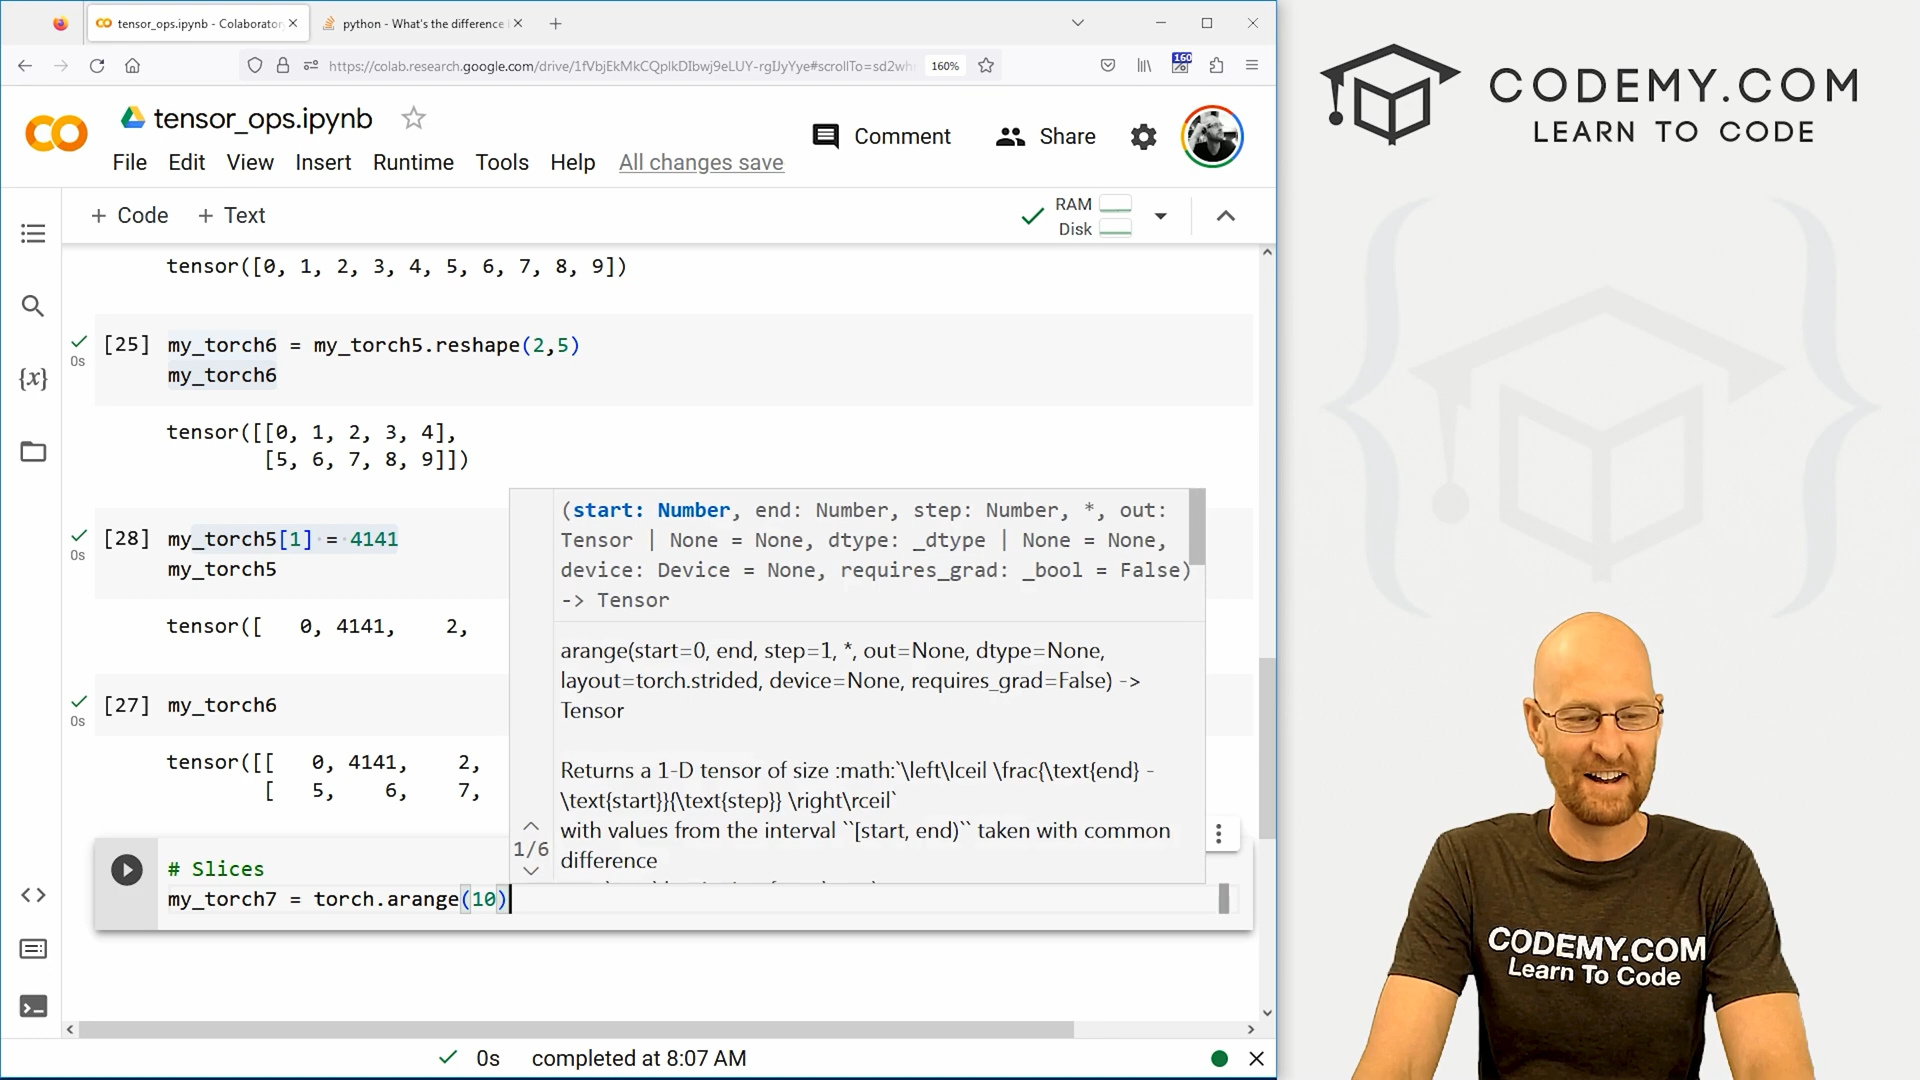 tensor_ops.ipynb - Colaborator
python - What's the difference
https://colab.research.google.com/drive/1fVbjEkMkCQplkDIbwj9eLUY-rgIJyYye#scrollTo=sd2wh
160%
160
tensor_ops.ipynb
Comment
Share
File Edit View Insert Runtime Tools Help All changes save
+ Code + Text
RAM
Disk
tensor([0, 1, 2, 3, 4, 5, 6, 7, 8, 9])
0s
[25] my_torch6 = my_torch5.reshape(2,5)
my_torch6
tensor([[0, 1, 2, 3, 4],
[5, 6, 7, 8, 9]])
0s
[28] my_torch5[1] = 4141
my_torch5
tensor([ 0, 4141, 2,
0s
[27] my_torch6
tensor([[ 0, 4141, 2,
[ 5, 6, 7,
(start: Number, end: Number, step: Number, *, out:
Tensor | None = None, dtype: _dtype | None = None,
device: Device = None, requires_grad: _bool = False)
-> Tensor
arange(start=0, end, step=1, *, out=None, dtype=None,
layout=torch.strided, device=None, requires_grad=False) ->
Tensor
Returns a 1-D tensor of size :math:`\left\lceil \frac{\text{end} -
\text{start}}{\text{step}} \right\rceil`
with values from the interval ``[start, end)`` taken with common
difference
1/6
# Slices
my_torch7 = torch.arange(10)
0s completed at 8:07 AM
CODEMY.COM
LEARN TO CODE
CODEMY.COM
Learn To Code